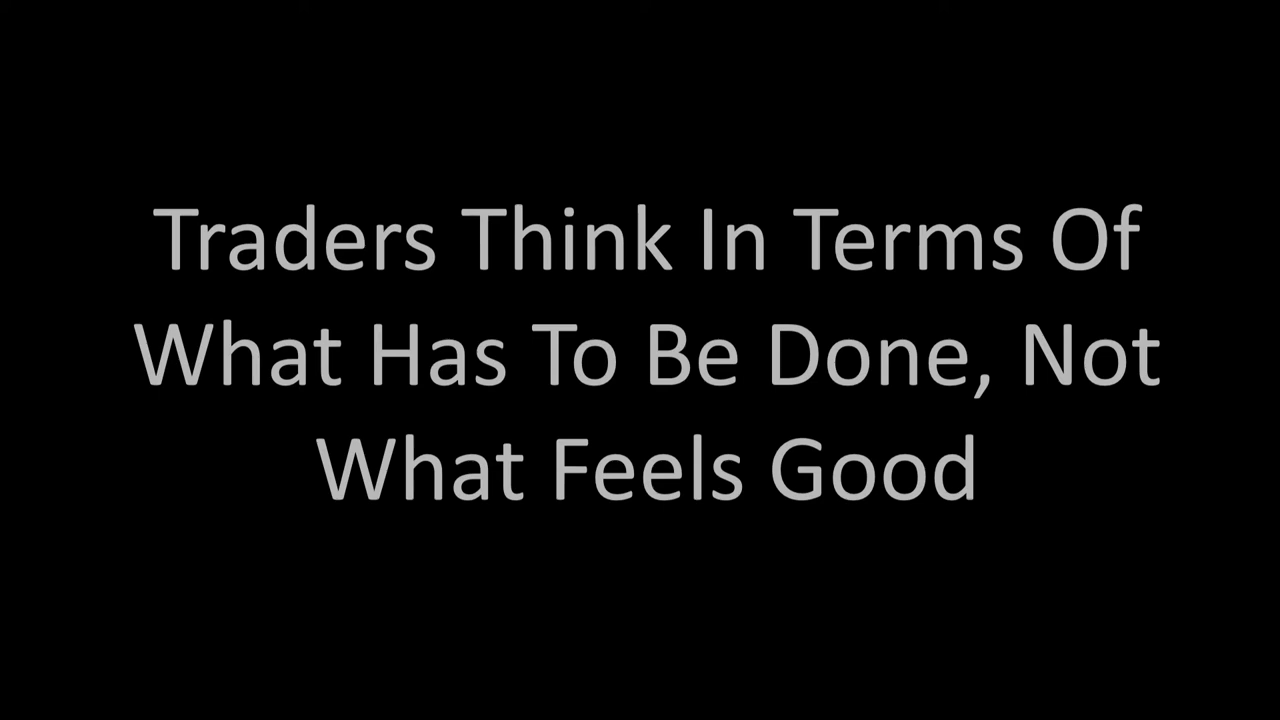 Traders Think In Terms Of
What Has To Be Done, Not
What Feels Good